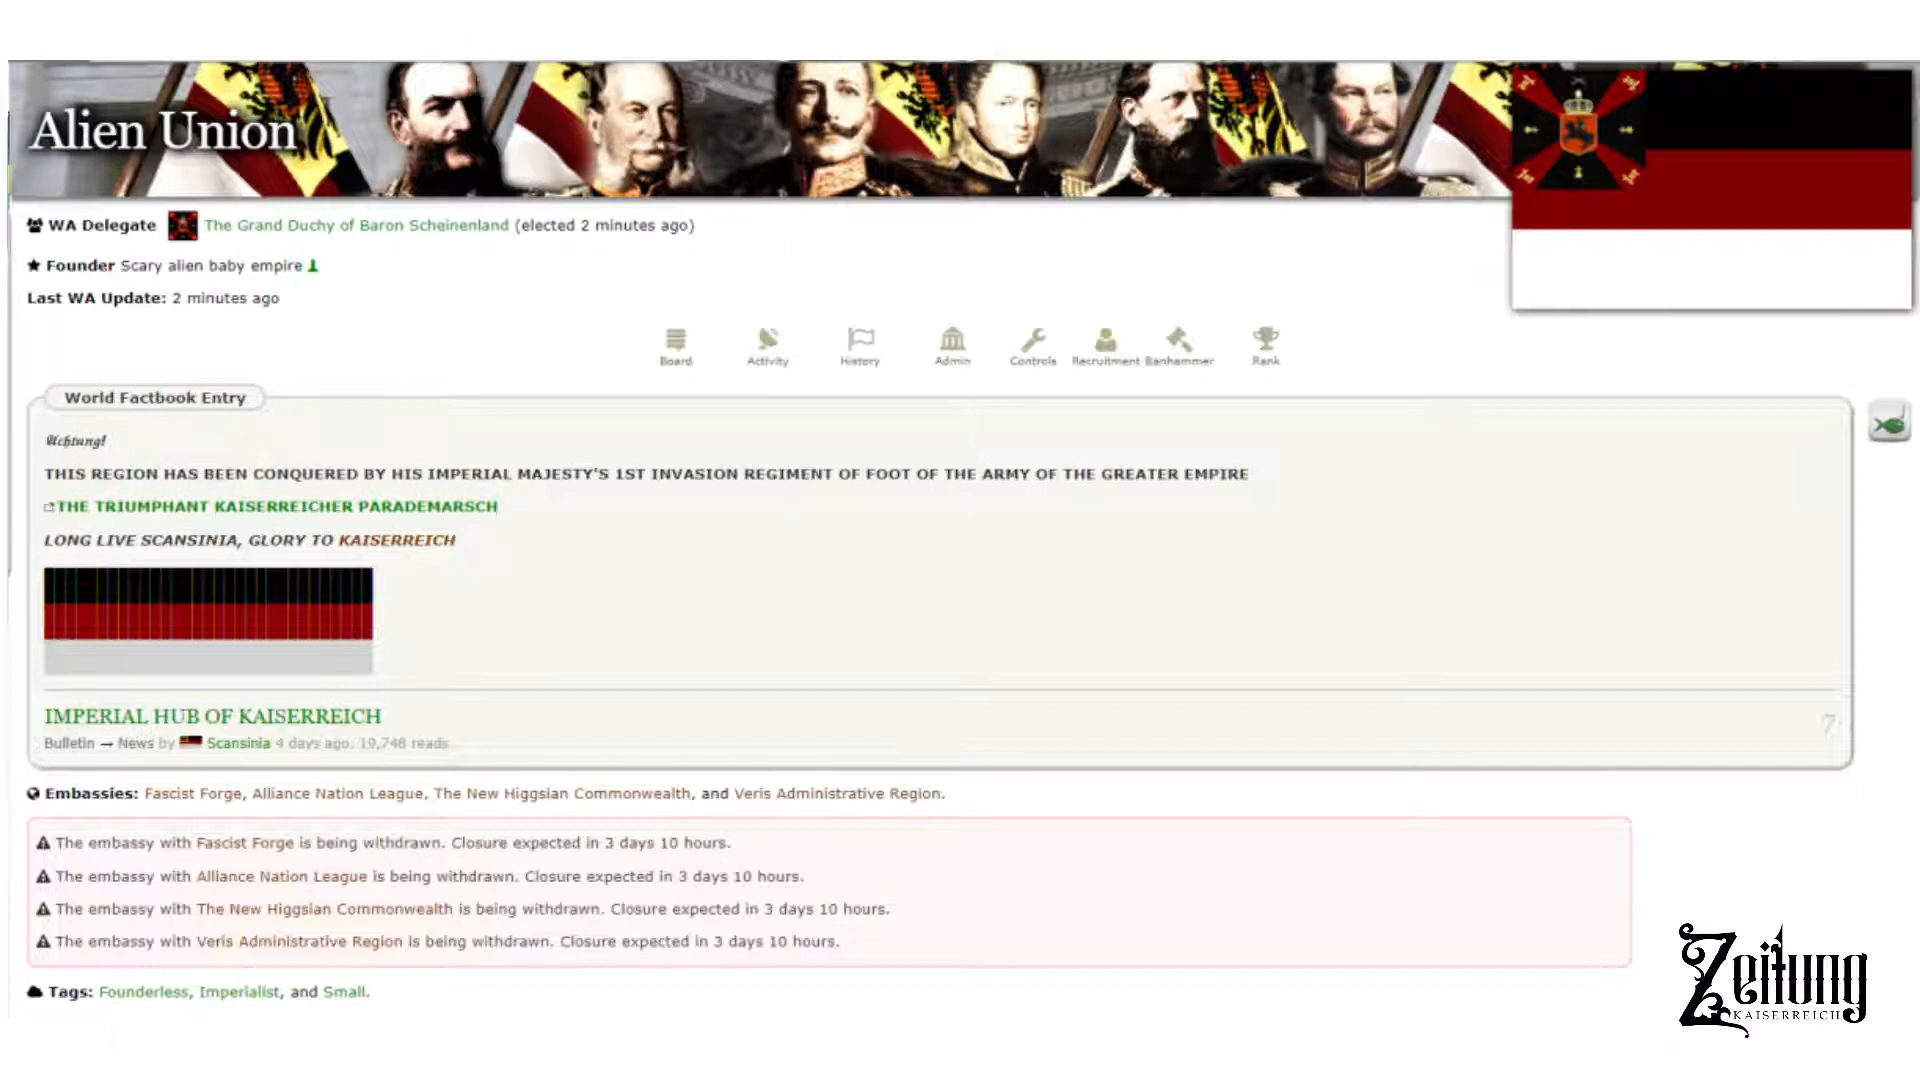 Alien Union
WA Delegate The Grand Duchy of Baron Scheinenland (elected 2 minutes ago)
Founder Scary alien baby empire
Last WA Update: 2 minutes ago
Board Activity History Admin Controls Recruitment Banhammer Rank
World Factbook Entry
Achtung!
THIS REGION HAS BEEN CONQUERED BY HIS IMPERIAL MAJESTY'S 1ST INVASION REGIMENT OF FOOT OF THE ARMY OF THE GREATER EMPIRE
THE TRIUMPHANT KAISERREICHER PARADEMARSCH
LONG LIVE SCANSINIA, GLORY TO KAISERREICH
IMPERIAL HUB OF KAISERREICH
7
Bulletin → News by Scansinia 4 days ago. 19,748 reads
Embassies: Fascist Forge, Alliance Nation League, The New Higgsian Commonwealth, and Veris Administrative Region.
The embassy with Fascist Forge is being withdrawn. Closure expected in 3 days 10 hours.
The embassy with Alliance Nation League is being withdrawn. Closure expected in 3 days 10 hours.
The embassy with The New Higgsian Commonwealth is being withdrawn. Closure expected in 3 days 10 hours.
The embassy with Veris Administrative Region is being withdrawn. Closure expected in 3 days 10 hours.
Tags: Founderless, Imperialist, and Small.
Zeitung
KAISERREICH